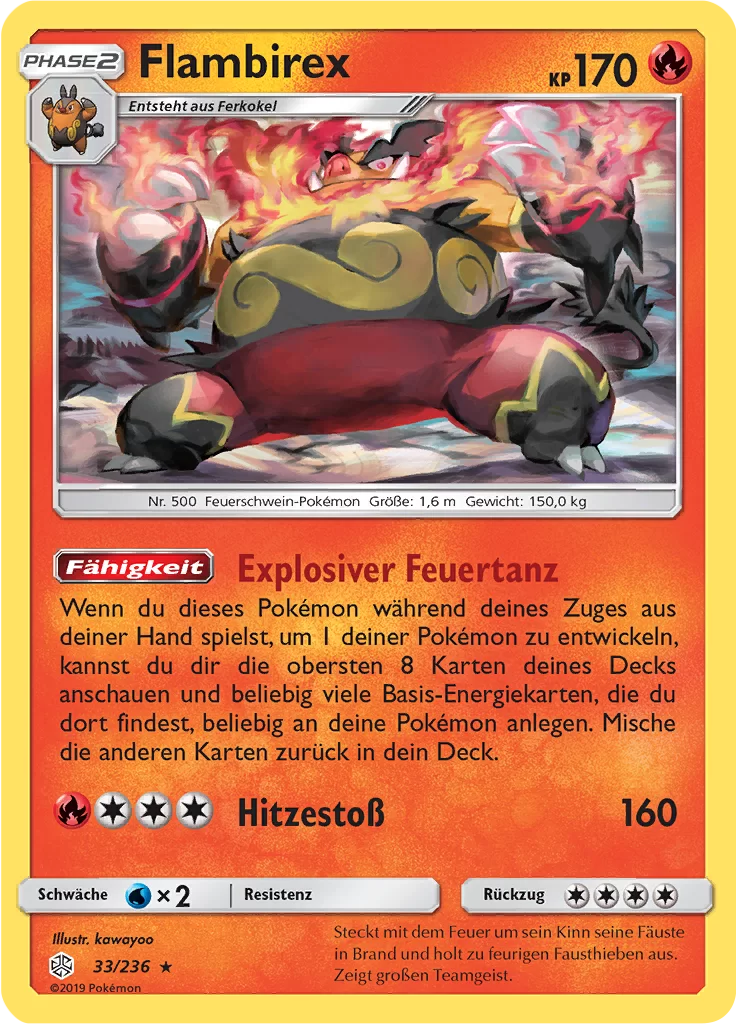 PHASE2
Flambirex
KP170
Entsteht aus Ferkokel
Nr. 500 Feuerschwein-Pokémon Größe: 1,6 m Gewicht: 150,0 kg
Fähigkeit Explosiver Feuertanz
Wenn du dieses Pokémon während deines Zuges aus
deiner Hand spielst, um 1 deiner Pokémon zu entwickeln,
kannst du dir die obersten 8 Karten deines Decks
anschauen und beliebig viele Basis-Energiekarten, die du
dort findest, beliebig an deine Pokémon anlegen. Mische
die anderen Karten zurück in dein Deck.
Hitzestoß 160
Schwäche ×2 Resistenz Rückzug
Illustr. kawayoo
33/236 ★
©2019 Pokémon
Steckt mit dem Feuer um sein Kinn seine Fäuste
in Brand und holt zu feurigen Fausthieben aus.
Zeigt großen Teamgeist.